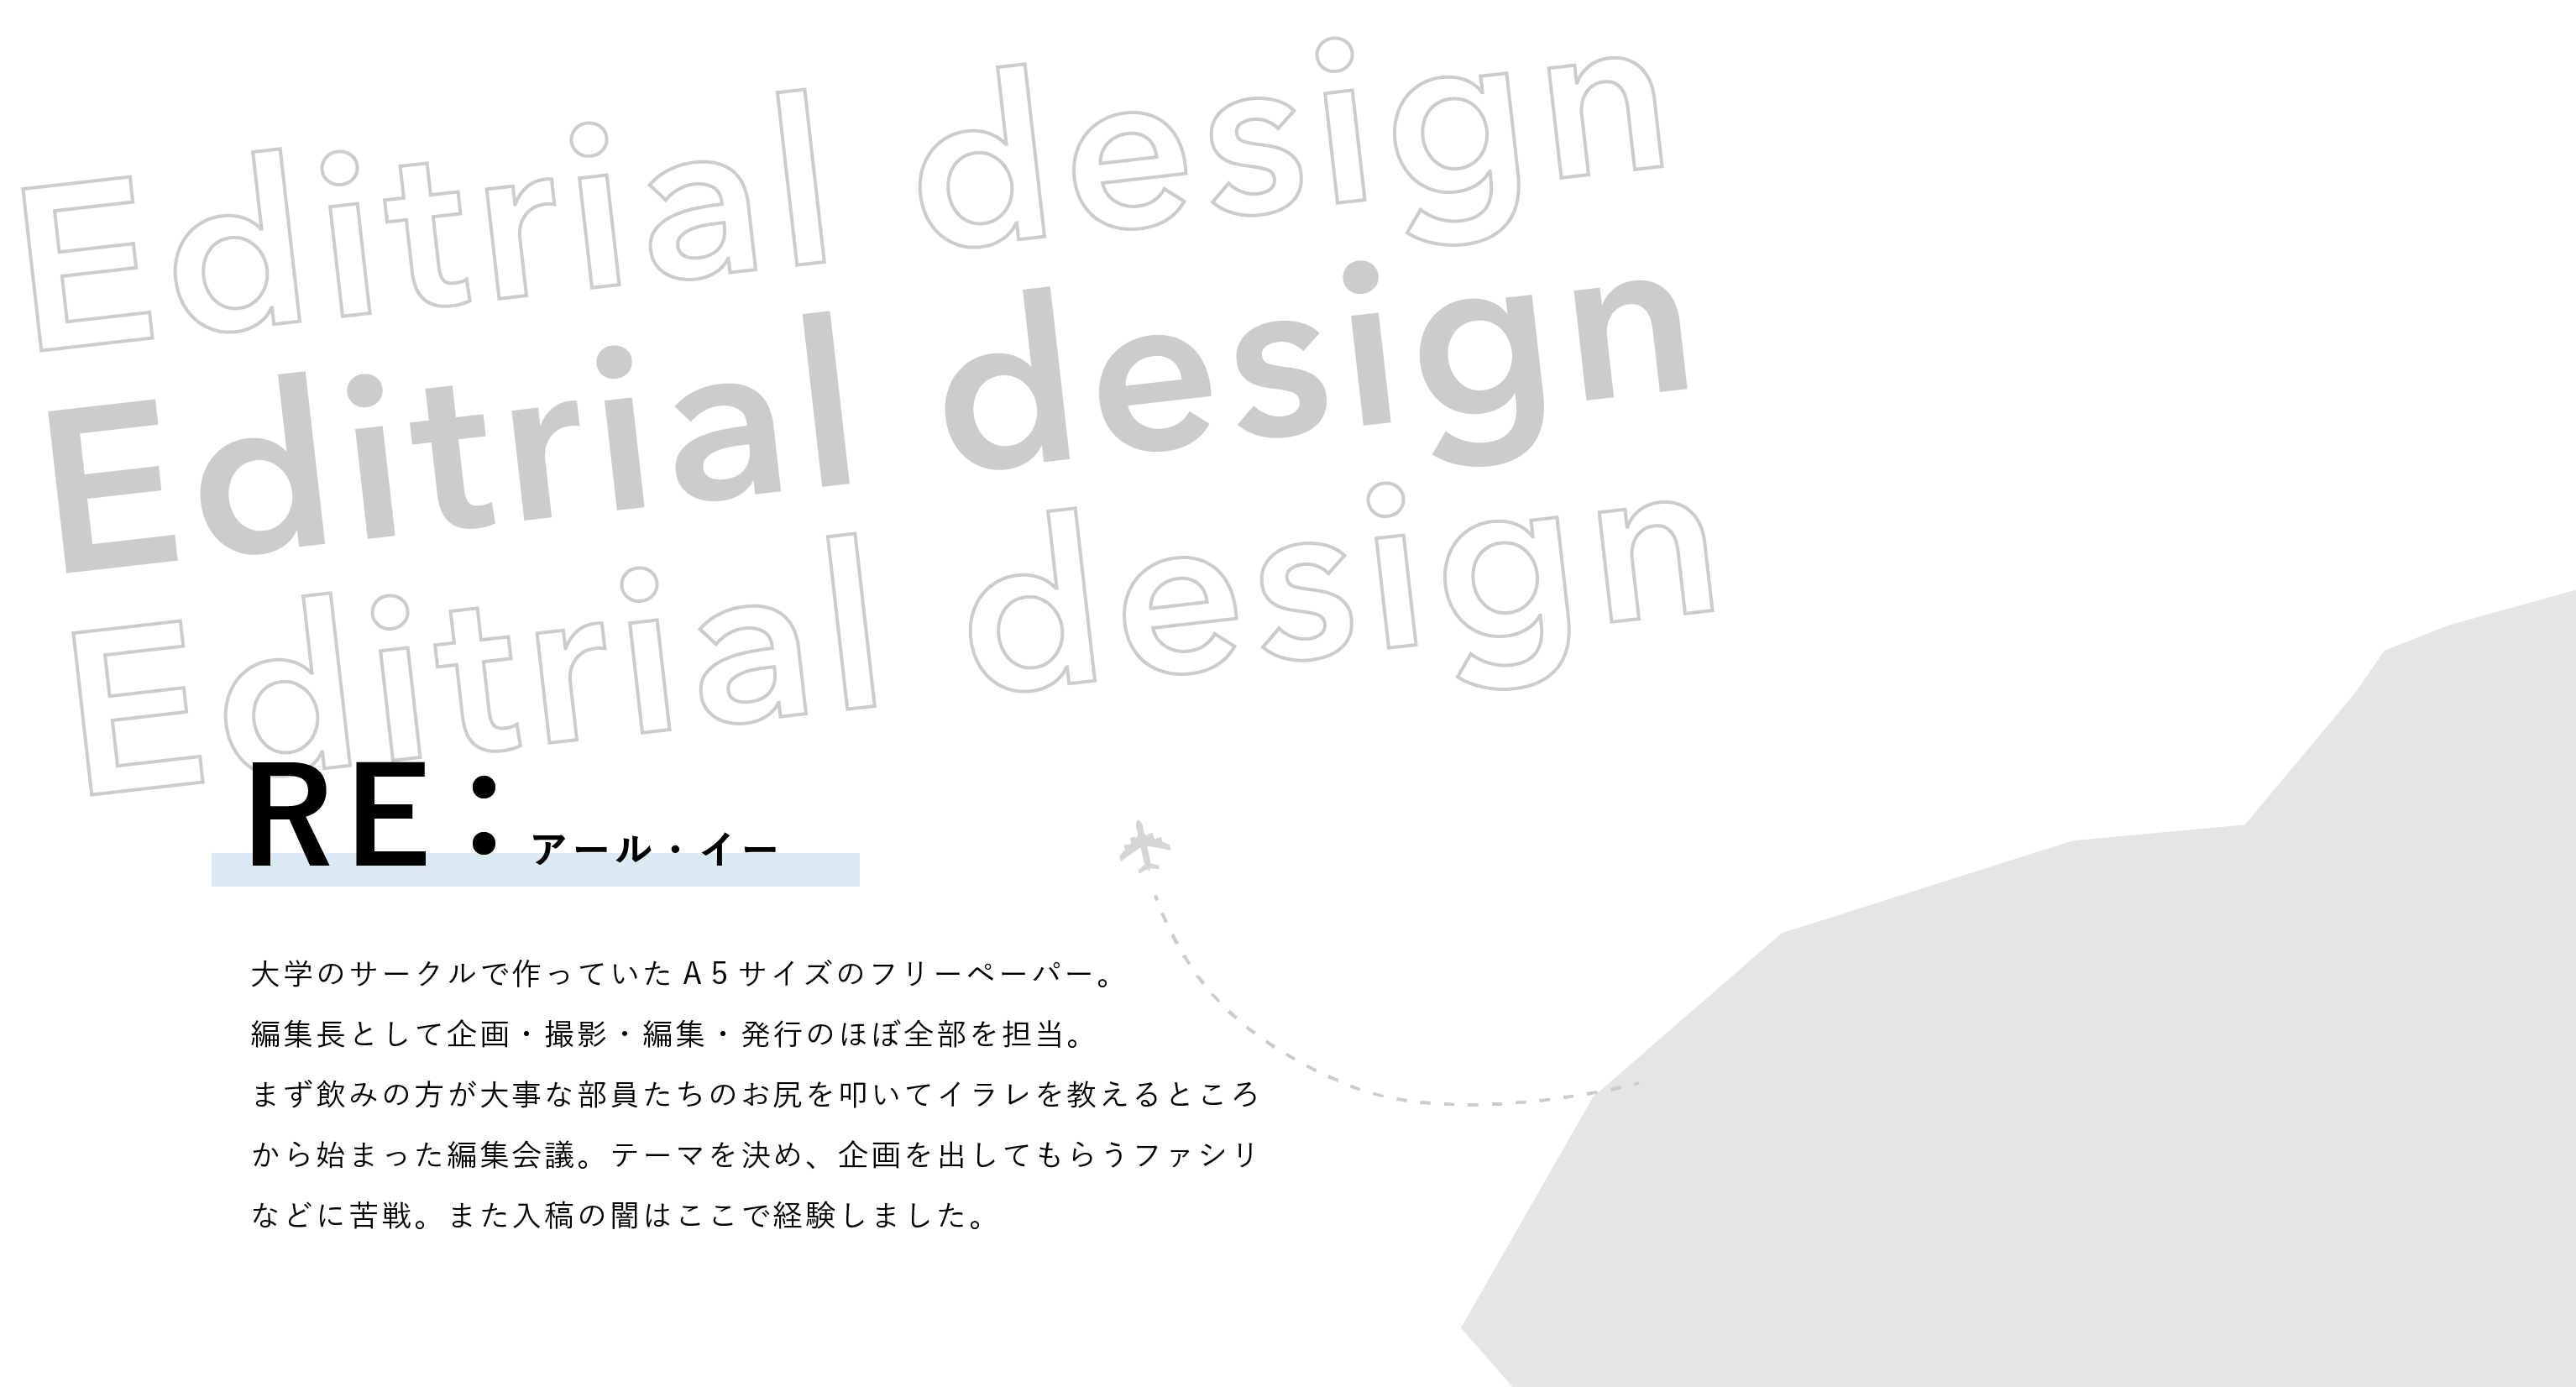 Editrial design
Editrial design
Editrial design
RE：アール・イー
大学のサークルで作っていた A 5 サイズのフリーペーパー。
編集長として企画・撮影・編集・発行のほぼ全部を担当。
まず飲みの方が大事な部員たちのお尻を叩いてイラレを教えるところ
から始まった編集会議。テーマを決め、企画を出してもらうファシリ
などに苦戦。また入稿の闇はここで経験しました。